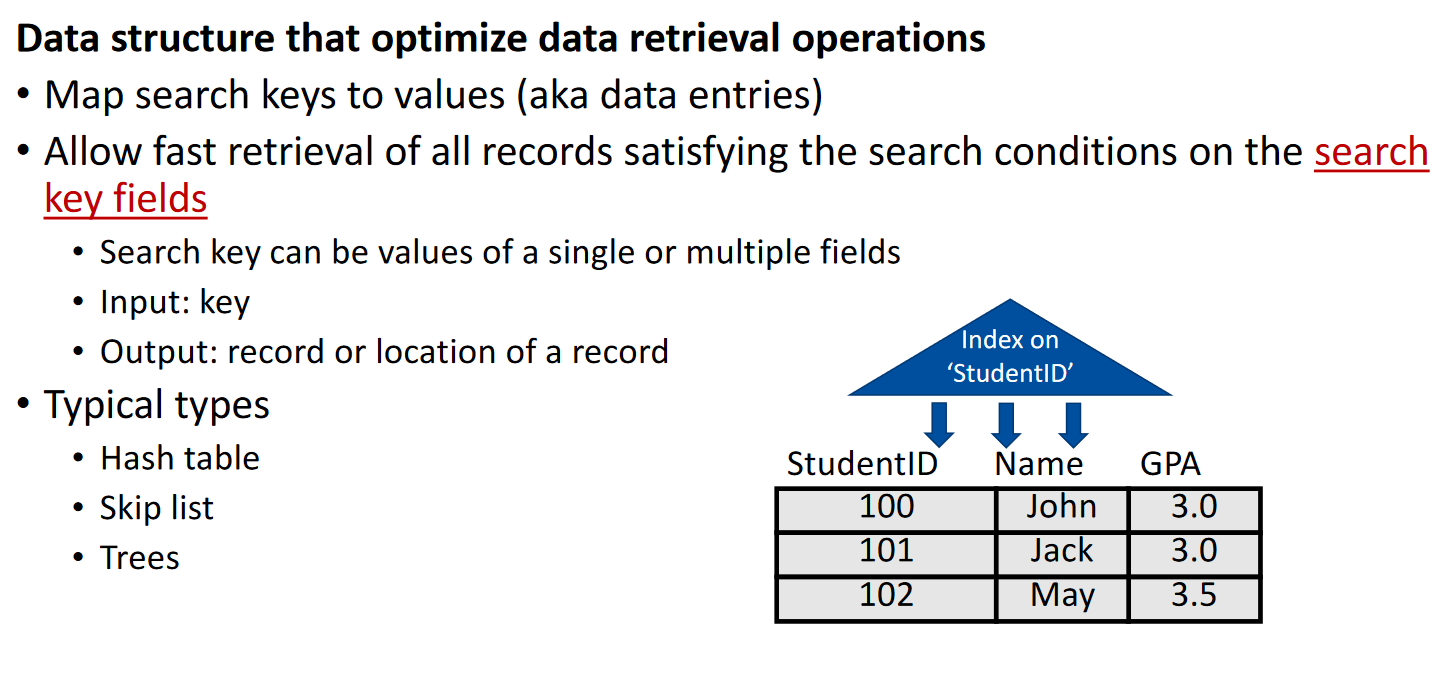 Data structure that optimize data retrieval operations
• Map search keys to values (aka data entries)
• Allow fast retrieval of all records satisfying the search conditions on the search
key fields
• Search key can be values of a single or multiple fields
• Input: key
• Output: record or location of a record
• Typical types
• Hash table
• Skip list
• Trees
Index on
‘StudentID’
StudentID Name GPA
100 John 3.0
101 Jack 3.0
102 May 3.5